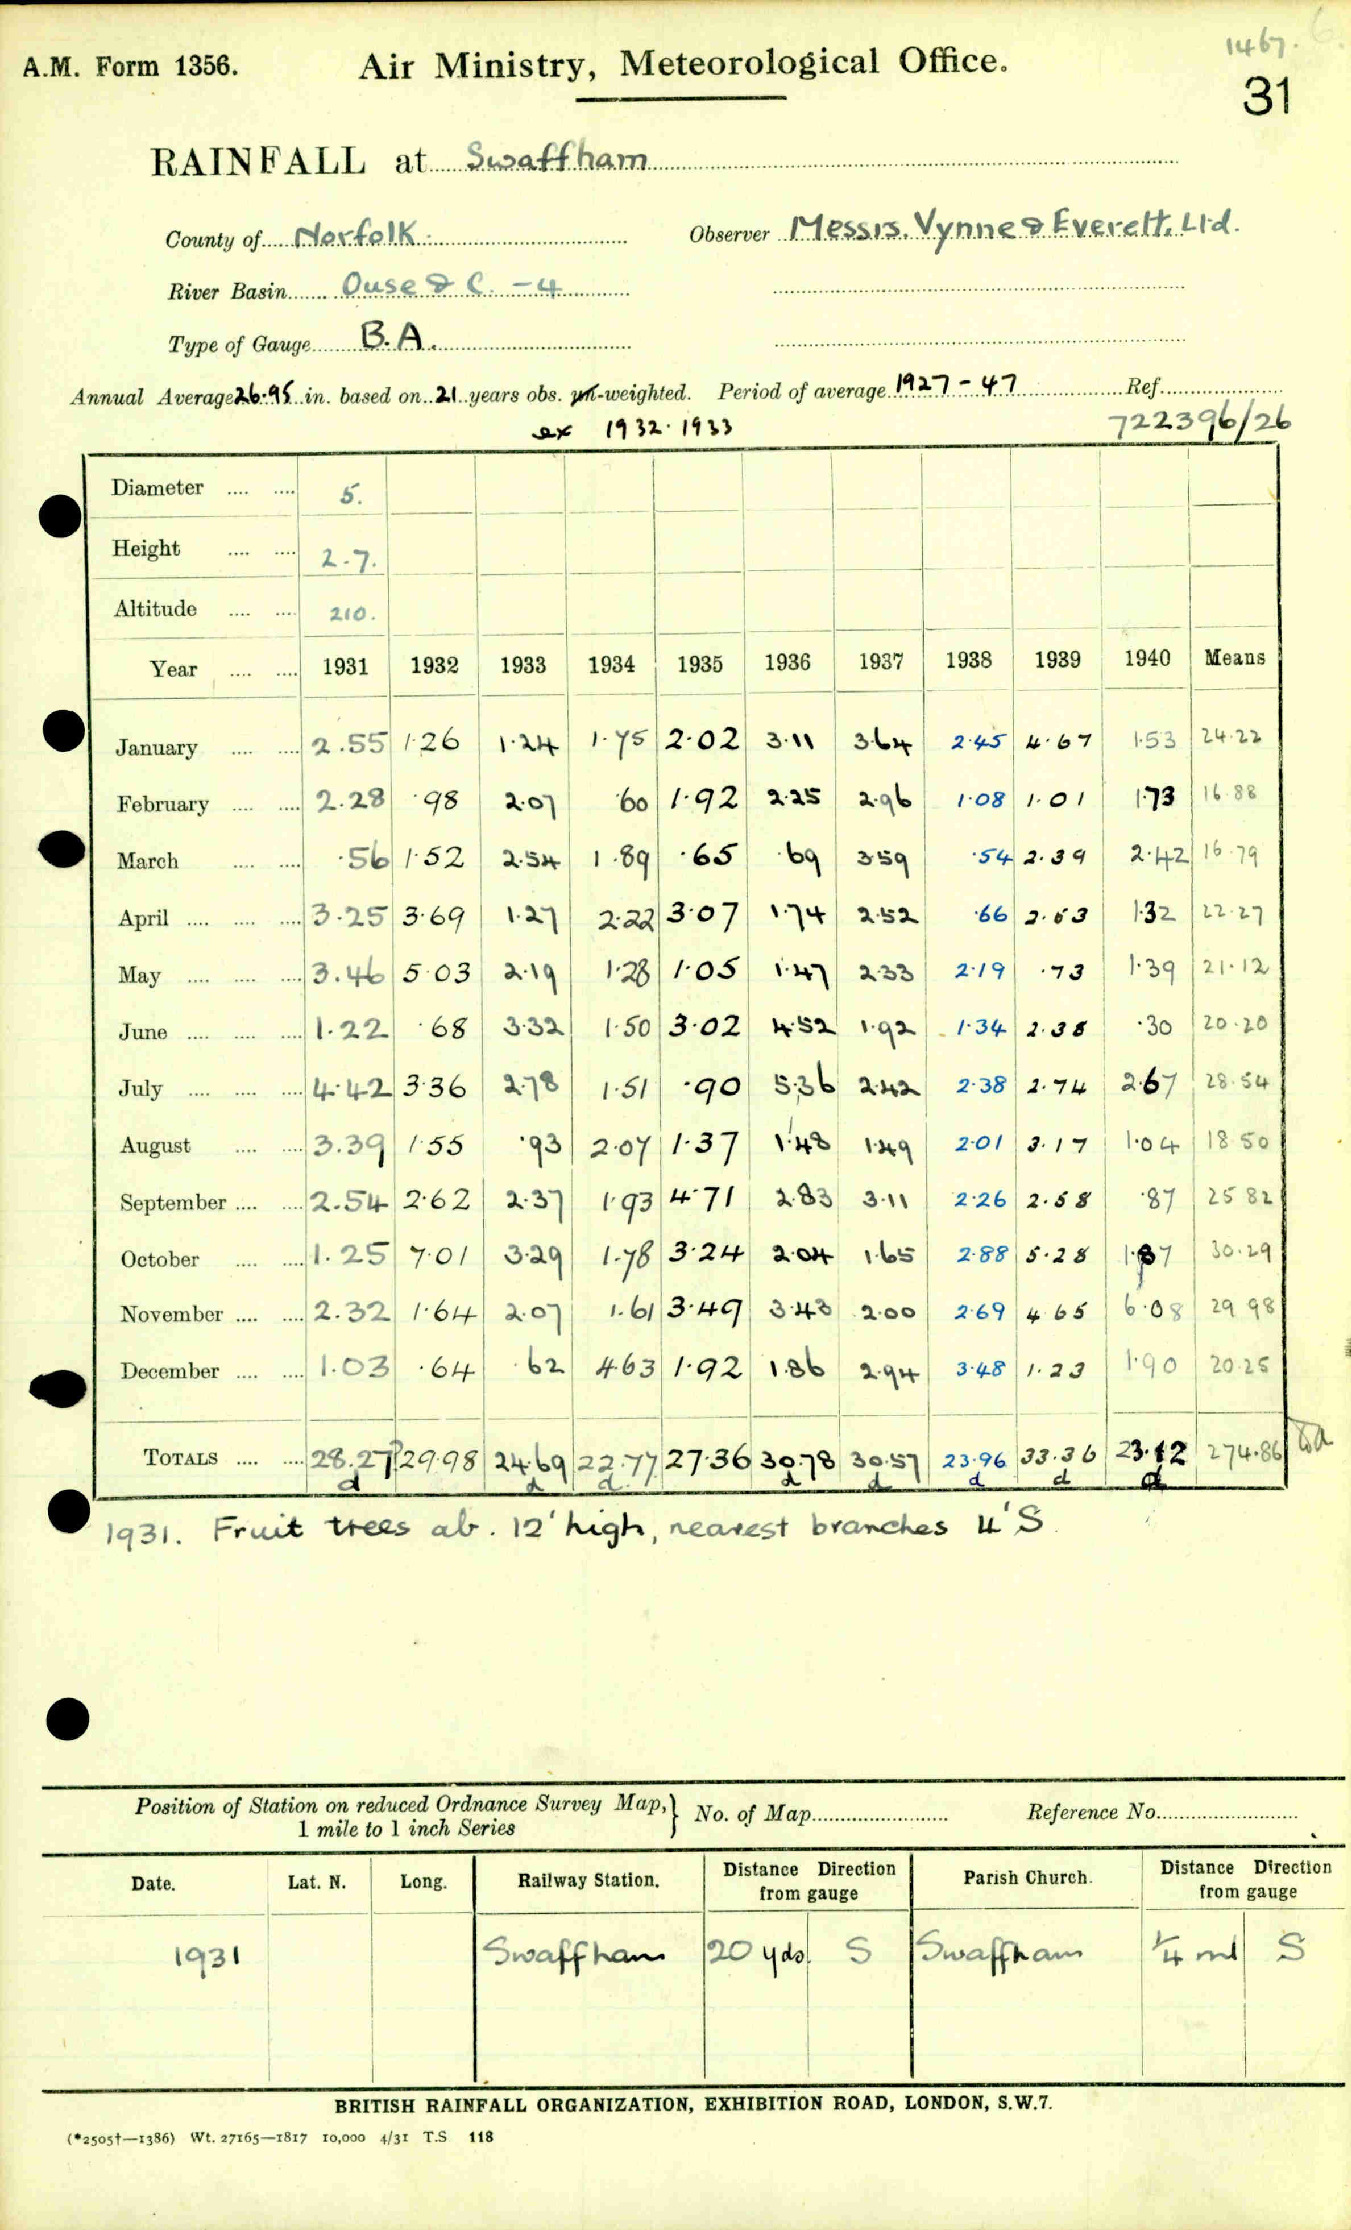 1467. 6.
A.M. Form 1356. Air Ministry, Meteorological Office. 31
RAINFALL at Swaffham
County of Norfolk. Observer Messrs. Vynne & Everett, Ltd.
River Basin Ouse & C. -4
Type of Gauge B.A.
Annual Average 26.95 in. based on 21 years obs. un-weighted. Period of average 1927-47 Ref.
ex 1932. 1933 722396/26
Diameter .... .... 5.
Height .... .... 2.7.
Altitude .... .... 210.
Year .... .... 1931 1932 1933 1934 1935 1936 1937 1938 1939 1940 Means
January .... .... 2.55 1.26 1.24 1.75 2.02 3.11 3.64 2.45 4.67 1.53 24.22
February .... .... 2.28 .98 2.07 .60 1.92 2.25 2.96 1.08 1.01 1.73 16.88
March .... .... .56 1.52 2.54 1.89 .65 .69 3.59 .54 2.39 2.42 16.79
April .... .... .... 3.25 3.69 1.27 2.22 3.07 1.74 2.52 .66 2.53 1.32 22.27
May .... .... .... 3.46 5.03 2.19 1.28 1.05 1.47 2.33 2.19 .73 1.39 21.12
June .... .... .... 1.22 .68 3.32 1.50 3.02 4.52 1.92 1.34 2.38 .30 20.20
July .... .... .... 4.42 3.36 2.78 1.51 .90 5.36 2.42 2.38 2.74 2.67 28.54
August .... .... 3.39 1.55 .93 2.07 1.37 1.48 1.49 2.01 3.17 1.04 18.50
September .... .... 2.54 2.62 2.37 1.93 4.71 2.83 3.11 2.26 2.58 .87 25.82
October .... .... 1.25 7.01 3.29 1.78 3.24 2.04 1.65 2.88 5.28 1.87 30.29
November .... .... 2.32 1.64 2.07 1.61 3.49 3.43 2.00 2.69 4.65 6.08 29.98
December .... .... 1.03 .64 .62 4.63 1.92 1.86 2.94 3.48 1.23 1.90 20.25
TOTALS .... .... 28.27 ? 29.98 24.69 22.77 27.36 30.78 30.57 23.96 33.36 23.12 274.86
d d d d d d d d
1931. Fruit trees ab. 12' high, nearest branches 4' S
Position of Station on reduced Ordnance Survey Map, } No. of Map Reference No.
1 mile to 1 inch Series
Date. Lat. N. Long. Railway Station. Distance Direction from gauge Parish Church. Distance Direction from gauge
1931 Swaffham 20 yds. S Swaffham 1/4 ml S
BRITISH RAINFALL ORGANIZATION, EXHIBITION ROAD, LONDON, S.W.7.
(*2505†—1386) Wt. 27165—1817 10,000 4/31 T.S 118